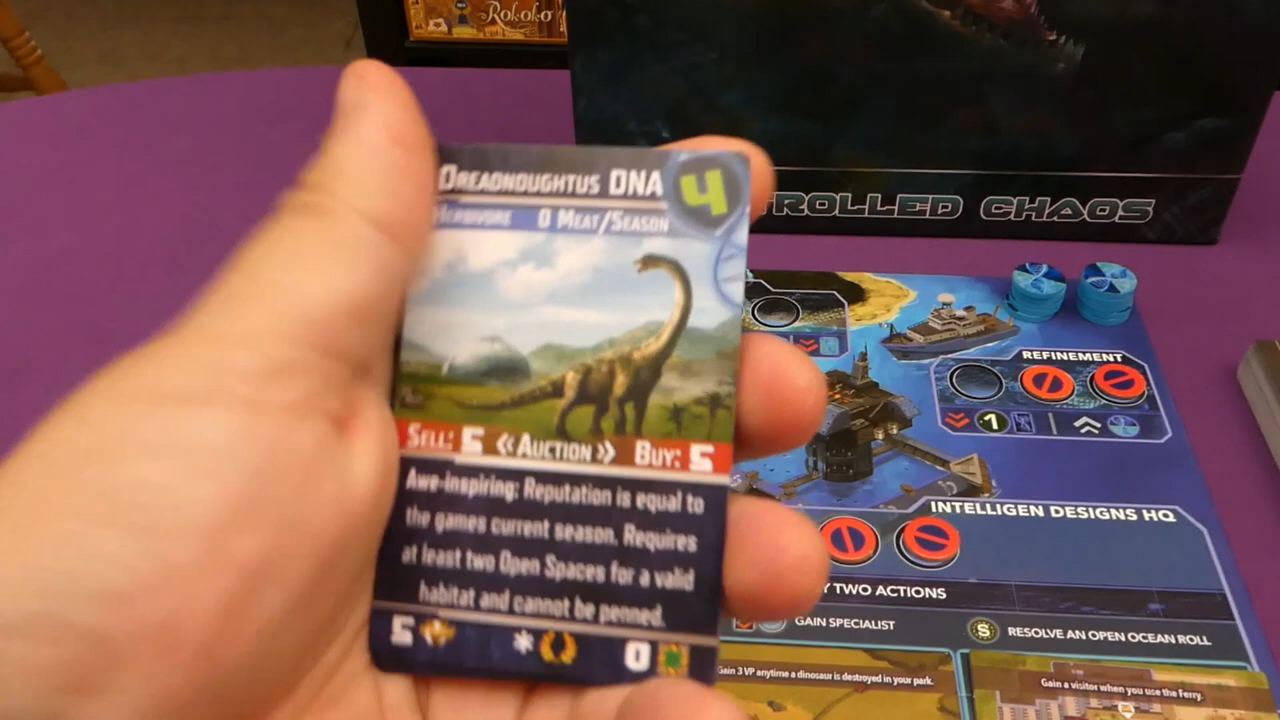 Rokoko
DREADNOUGHTUS DNA
4
HERBIVORE 0 MEAT/SEASON
SELL: 5 «AUCTION» BUY: 5
Awe-inspiring: Reputation is equal to
the games current season. Requires
at least two Open Spaces for a valid
habitat and cannot be penned.
5 * 0
TROLLED CHAOS
REFINEMENT
1
INTELLIGEN DESIGNS HQ
TWO ACTIONS
GAIN SPECIALIST
S RESOLVE AN OPEN OCEAN ROLL
Gain 3 VP anytime a dinosaur is destroyed in your park.
Gain a visitor when you use the Ferry.